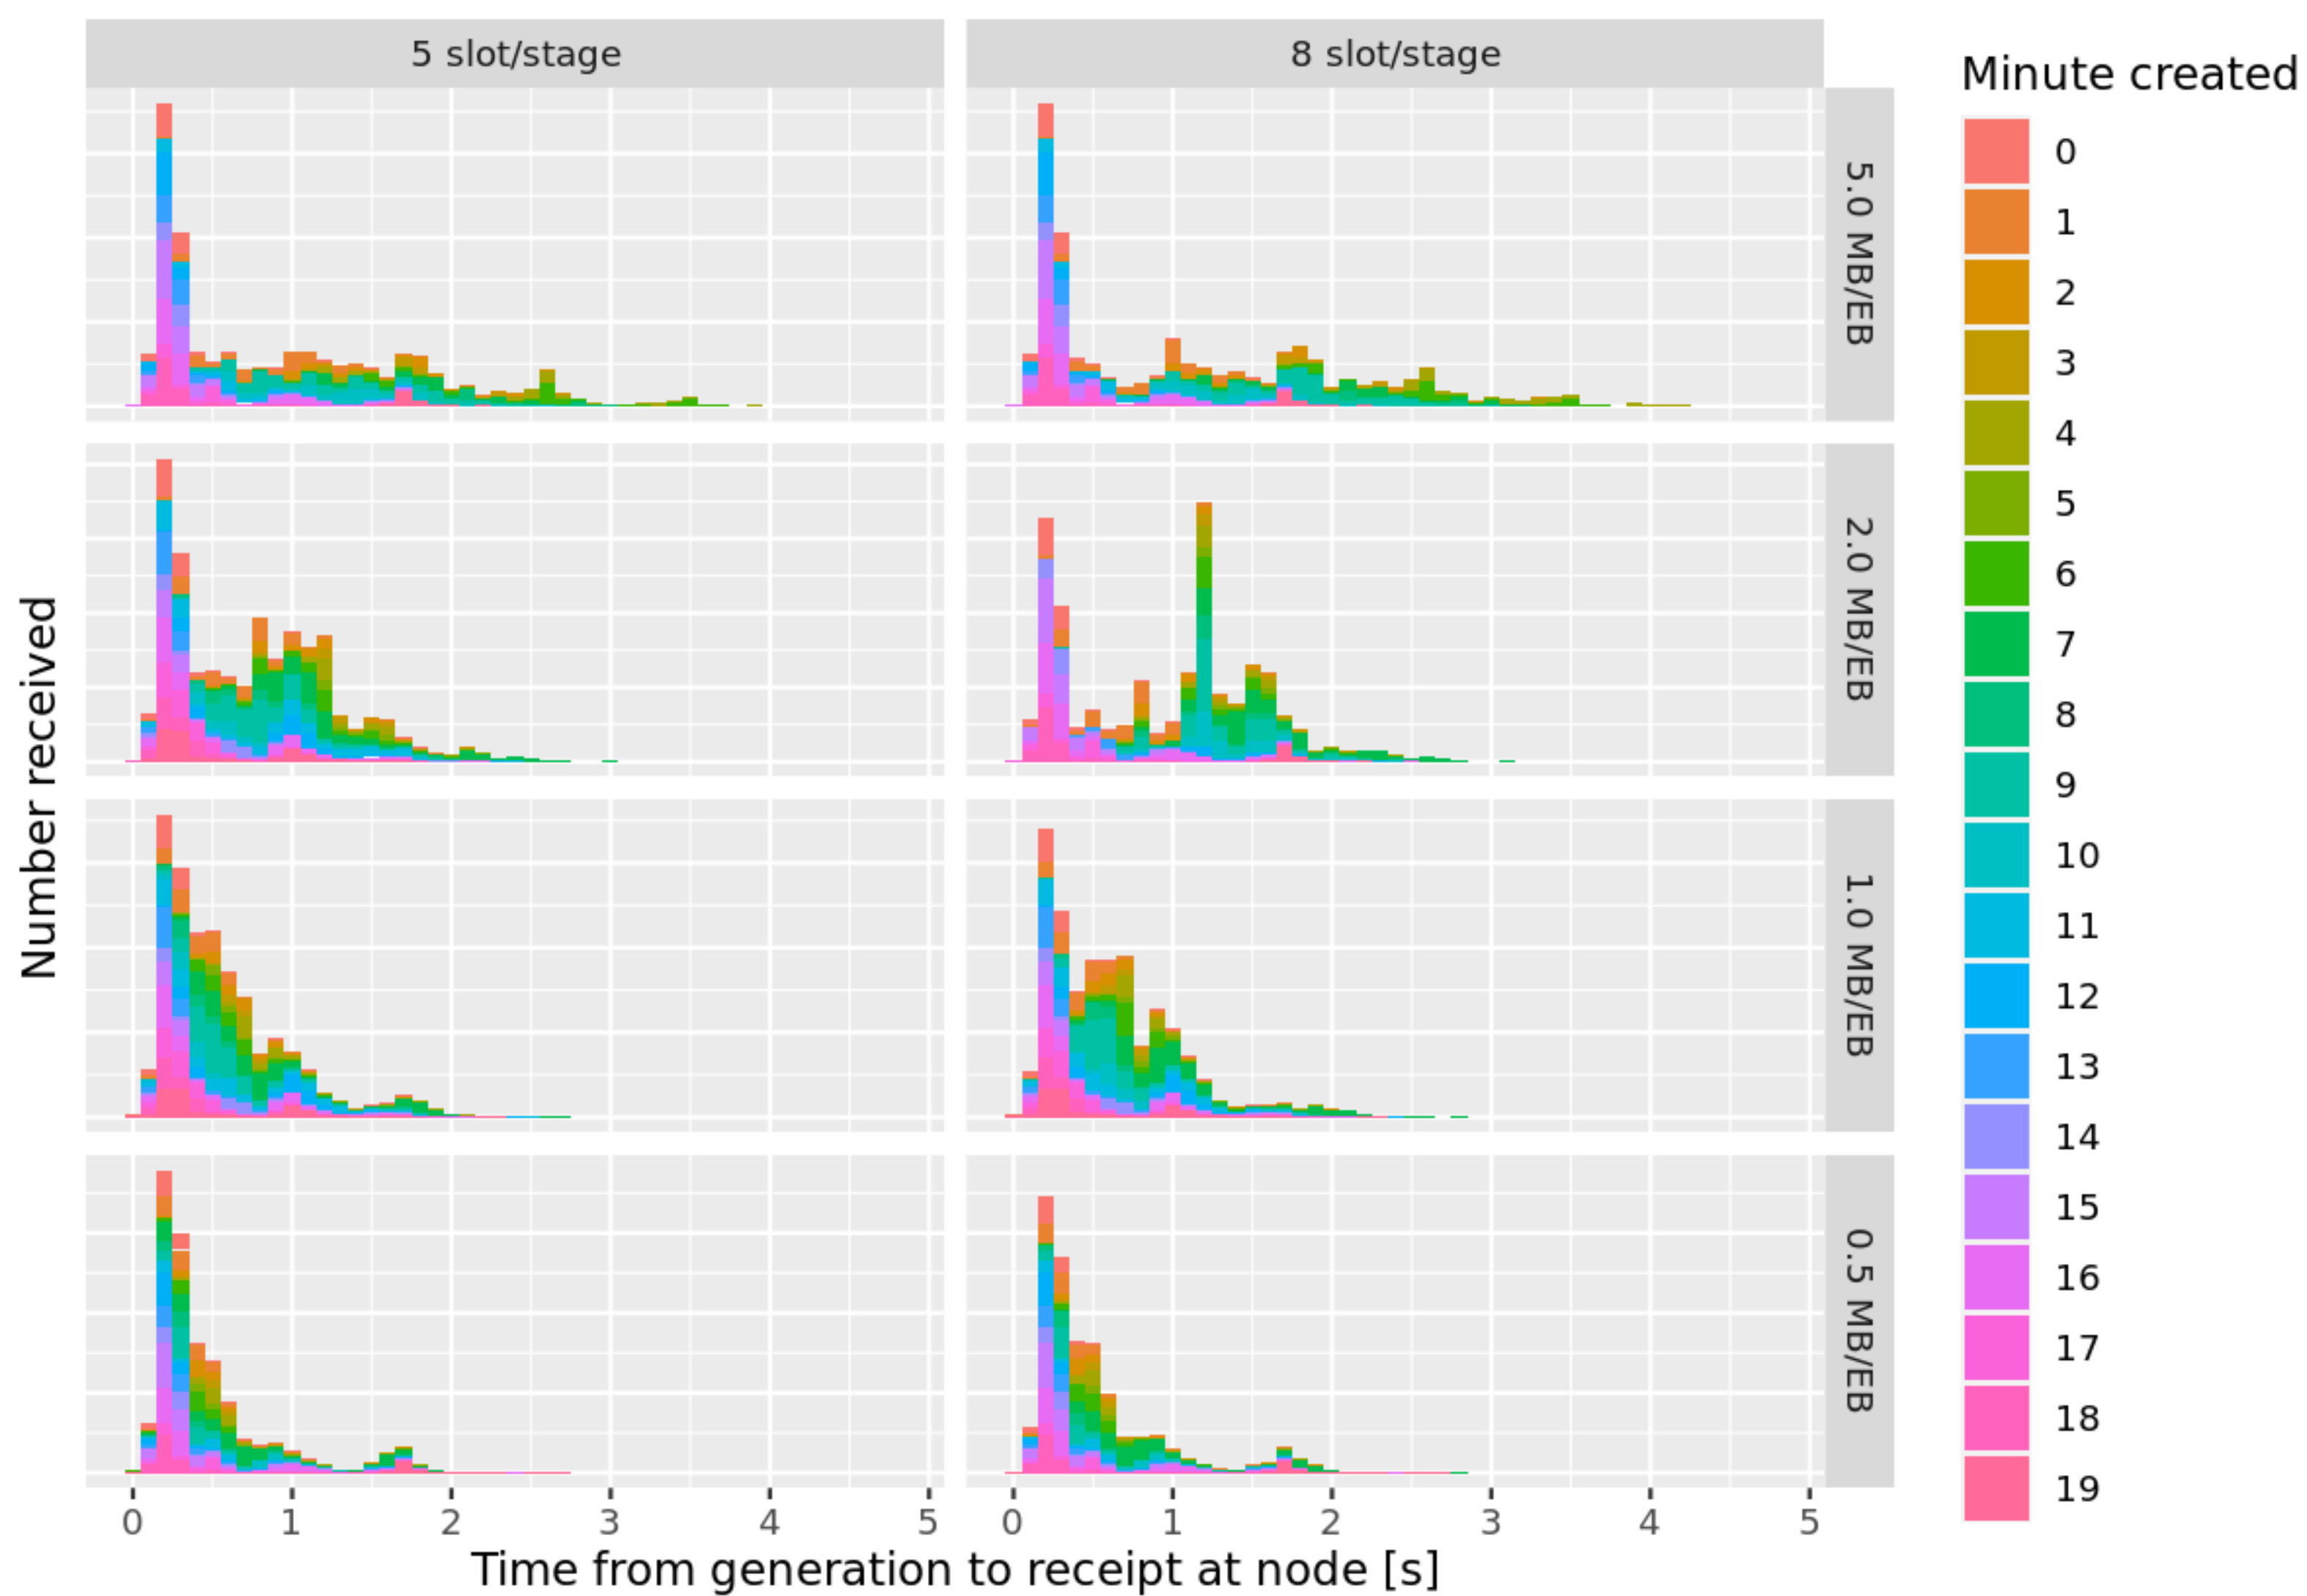 5 slot/stage
8 slot/stage
Minute created
0
1
2
3
4
5
6
7
8
9
10
11
12
13
14
15
16
17
18
19
5.0 MB/EB
2.0 MB/EB
1.0 MB/EB
0.5 MB/EB
Number received
0 1 2 3 4 5
0 1 2 3 4 5
Time from generation to receipt at node [s]